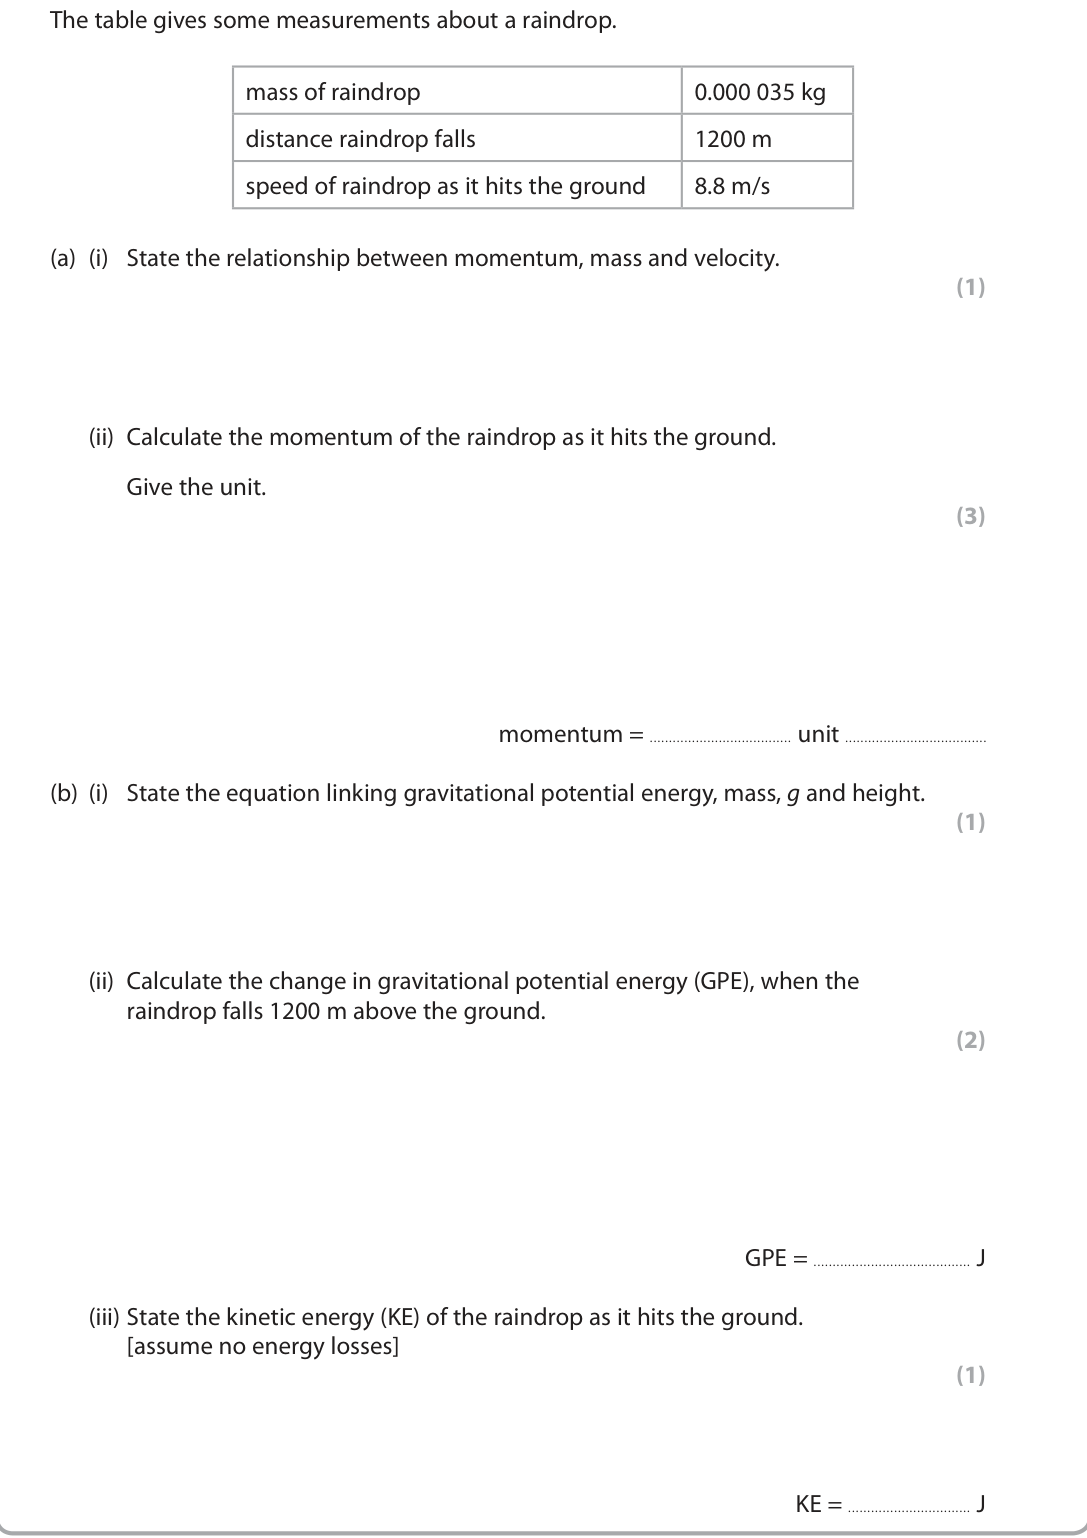 The table gives some measurements about a raindrop.
mass of raindrop 0.000 035 kg
distance raindrop falls 1200 m
speed of raindrop as it hits the ground 8.8 m/s
(a) (i) State the relationship between momentum, mass and velocity.
(1)
(ii) Calculate the momentum of the raindrop as it hits the ground.
Give the unit.
(3)
momentum = .................................... unit ....................................
(b) (i) State the equation linking gravitational potential energy, mass, g and height.
(1)
(ii) Calculate the change in gravitational potential energy (GPE), when the
raindrop falls 1200 m above the ground.
(2)
GPE = ........................................ J
(iii) State the kinetic energy (KE) of the raindrop as it hits the ground.
[assume no energy losses]
(1)
KE = ............................... J